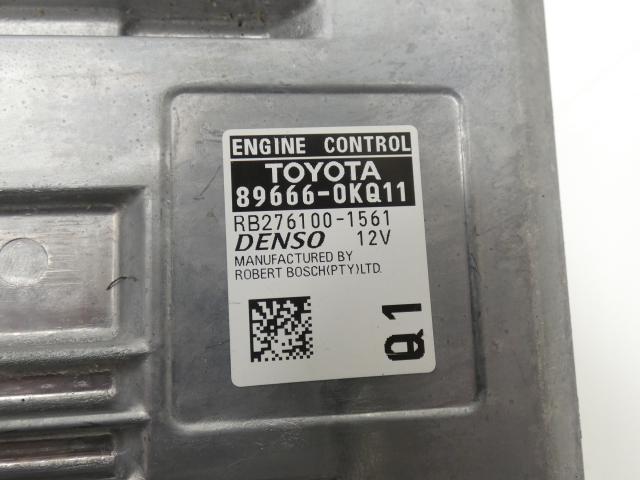 ENGINE CONTROL
TOYOTA
89666-0KQ11
RB276100-1561
DENSO 12V
MANUFACTURED BY
ROBERT BOSCH(PTY)LTD.
Q1